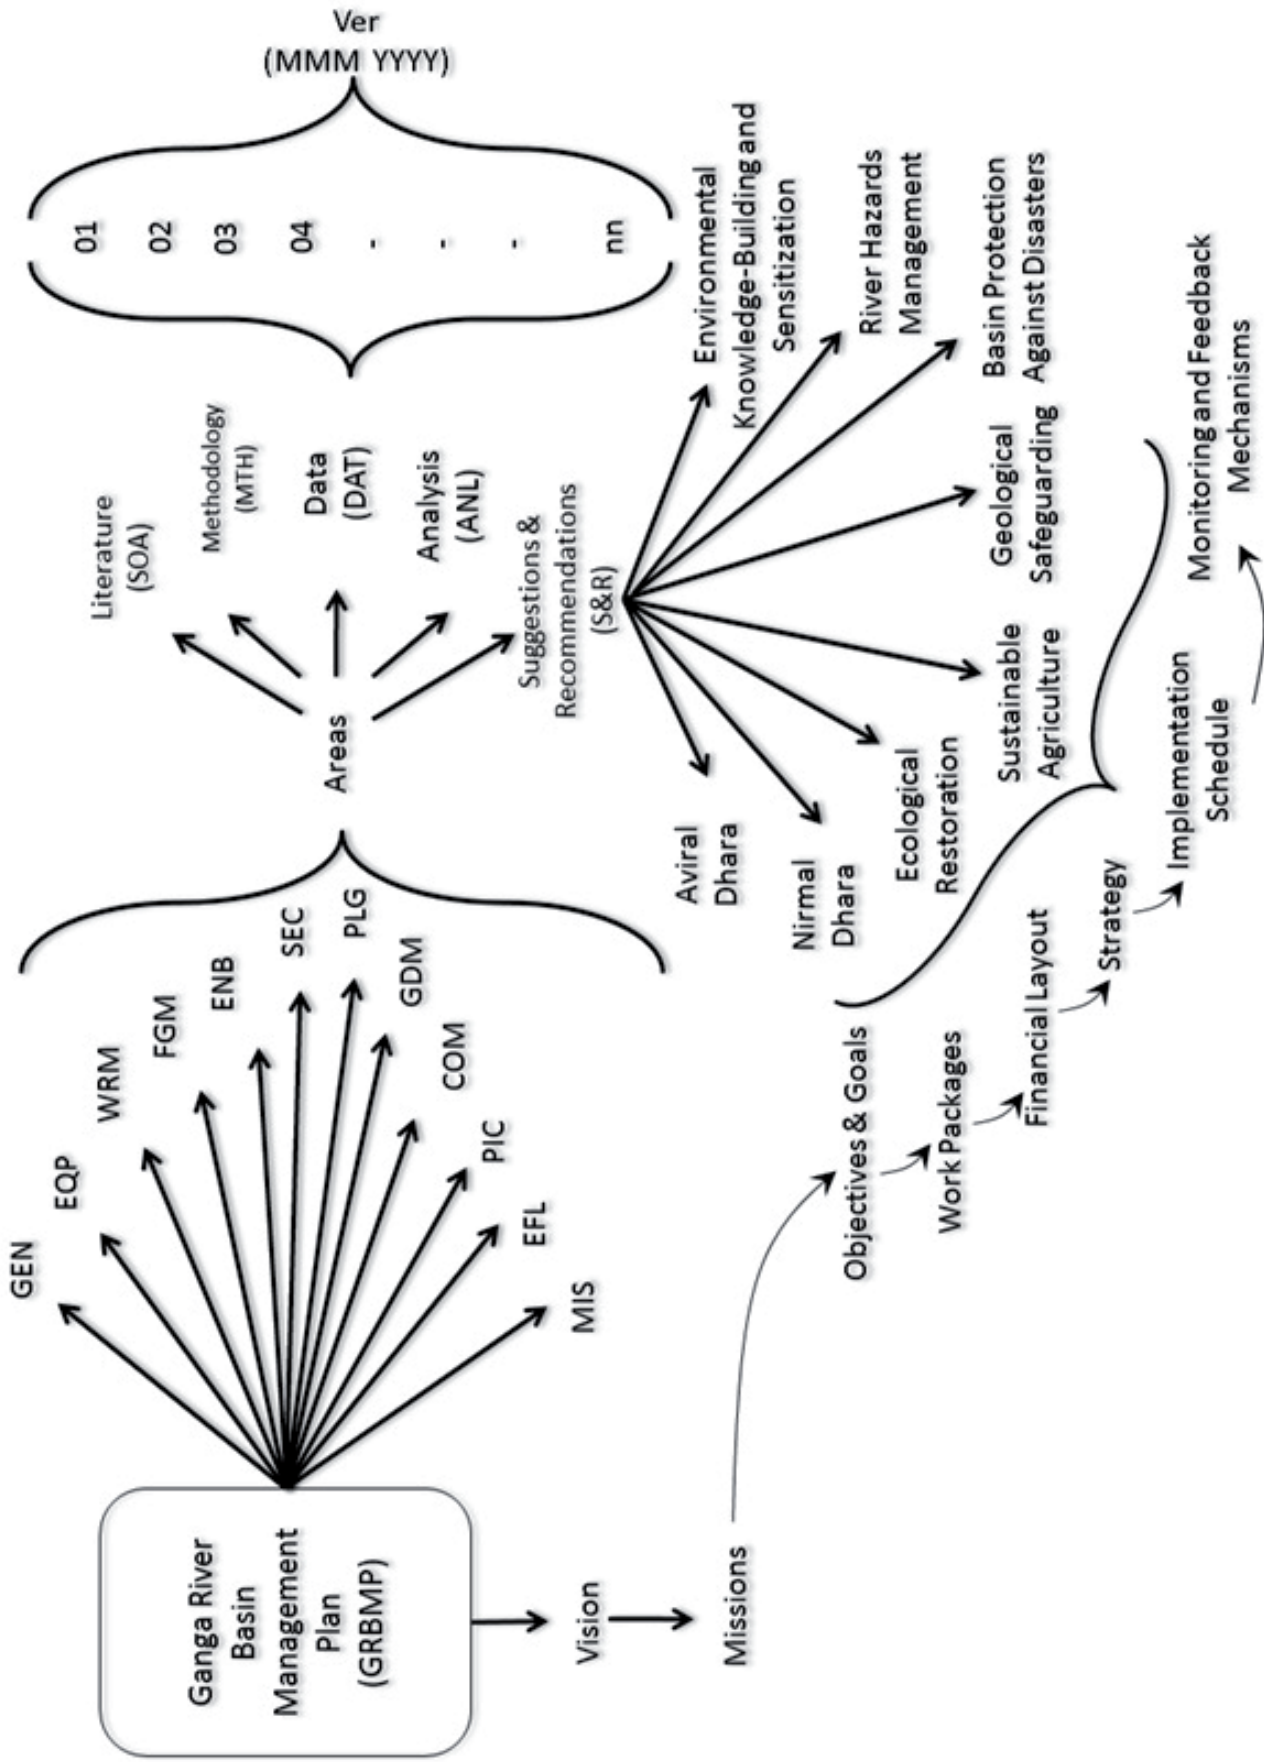 Ganga River
Basin
Management
Plan
(GRBMP)
GEN
EQP
WRM
FGM
ENB
SEC
PLG
GDM
COM
PIC
EFL
MIS
Areas
Literature
(SOA)
Methodology
(MTH)
Data
(DAT)
Analysis
(ANL)
Suggestions &
Recommendations
(S&R)
01
02
03
04
-
-
-
nn
Ver
(MMM YYYY)
Aviral
Dhara
Nirmal
Dhara
Ecological
Restoration
Sustainable
Agriculture
Geological
Safeguarding
Basin Protection
Against Disasters
River Hazards
Management
Environmental
Knowledge-Building and
Sensitization
Vision
Missions
Objectives & Goals
Work Packages
Financial Layout
Strategy
Implementation
Schedule
Monitoring and Feedback
Mechanisms